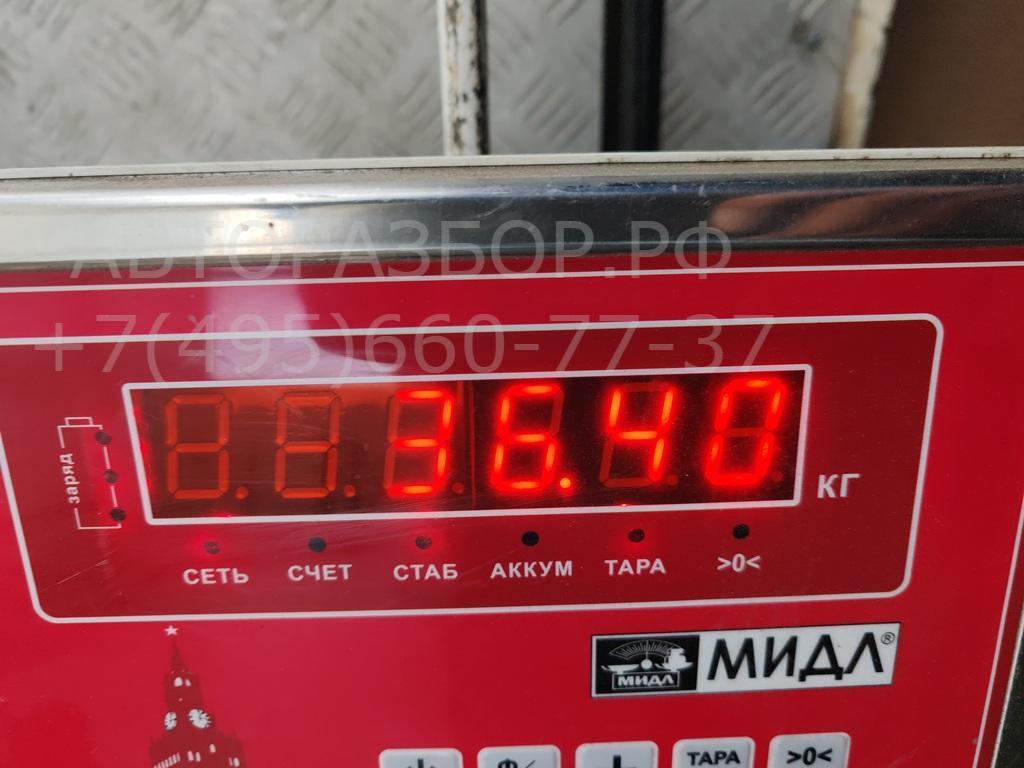 АВТОРАЗБОР.РФ
+7(495)660-77-37
36.40
КГ
заряд
СЕТЬ СЧЕТ СТАБ АККУМ ТАРА >0<
МИДЛ МИДЛ®
ТАРА >0<